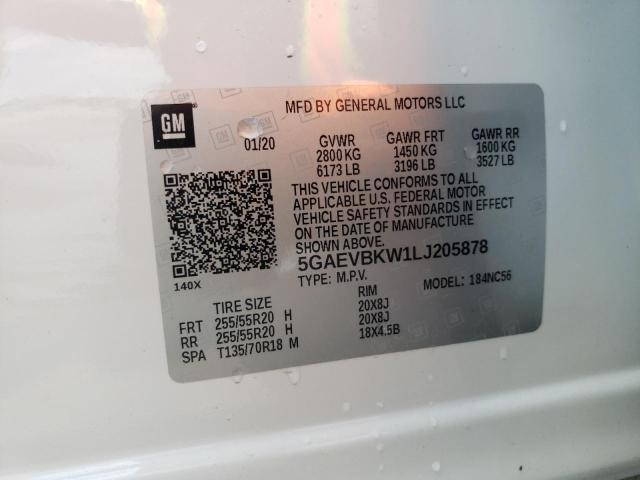 GM
MFD BY GENERAL MOTORS LLC
01/20 GVWR GAWR FRT GAWR RR
2800 KG 1450 KG 1600 KG
6173 LB 3196 LB 3527 LB
THIS VEHICLE CONFORMS TO ALL
APPLICABLE U.S. FEDERAL MOTOR
VEHICLE SAFETY STANDARDS IN EFFECT
ON THE DATE OF MANUFACTURE
SHOWN ABOVE
5GAEVBKW1LJ205878
140X TYPE: M.P.V. MODEL: 184NC56
TIRE SIZE RIM
FRT 255/55R20 H 20X8J
RR 255/55R20 H 20X8J
SPA T135/70R18 M 18X4.5B